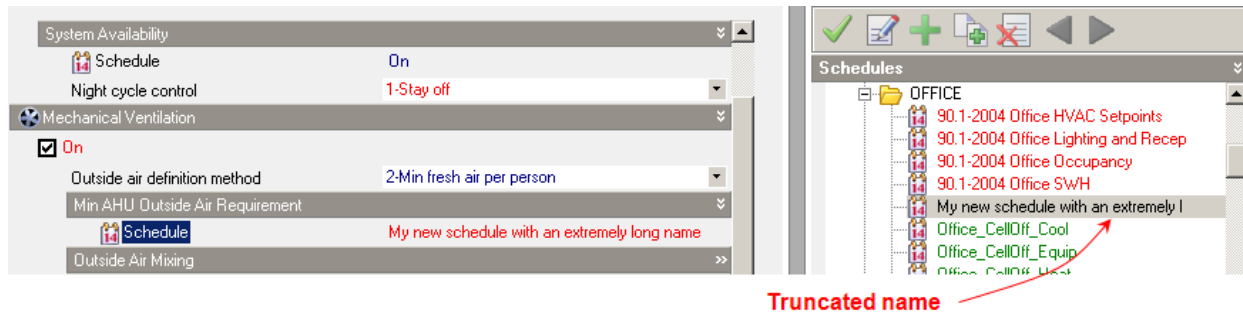 System Availability
Schedule On
Night cycle control 1-Stay off
Mechanical Ventilation
On
Outside air definition method 2-Min fresh air per person
Min AHU Outside Air Requirement
Schedule My new schedule with an extremely long name
Outside Air Mixing
Schedules
OFFICE
90.1-2004 Office HVAC Setpoints
90.1-2004 Office Lighting and Recep
90.1-2004 Office Occupancy
90.1-2004 Office SWH
My new schedule with an extremely l
Office_CellOff_Cool
Office_CellOff_Equip
Office_CellOff_Heat
Truncated name